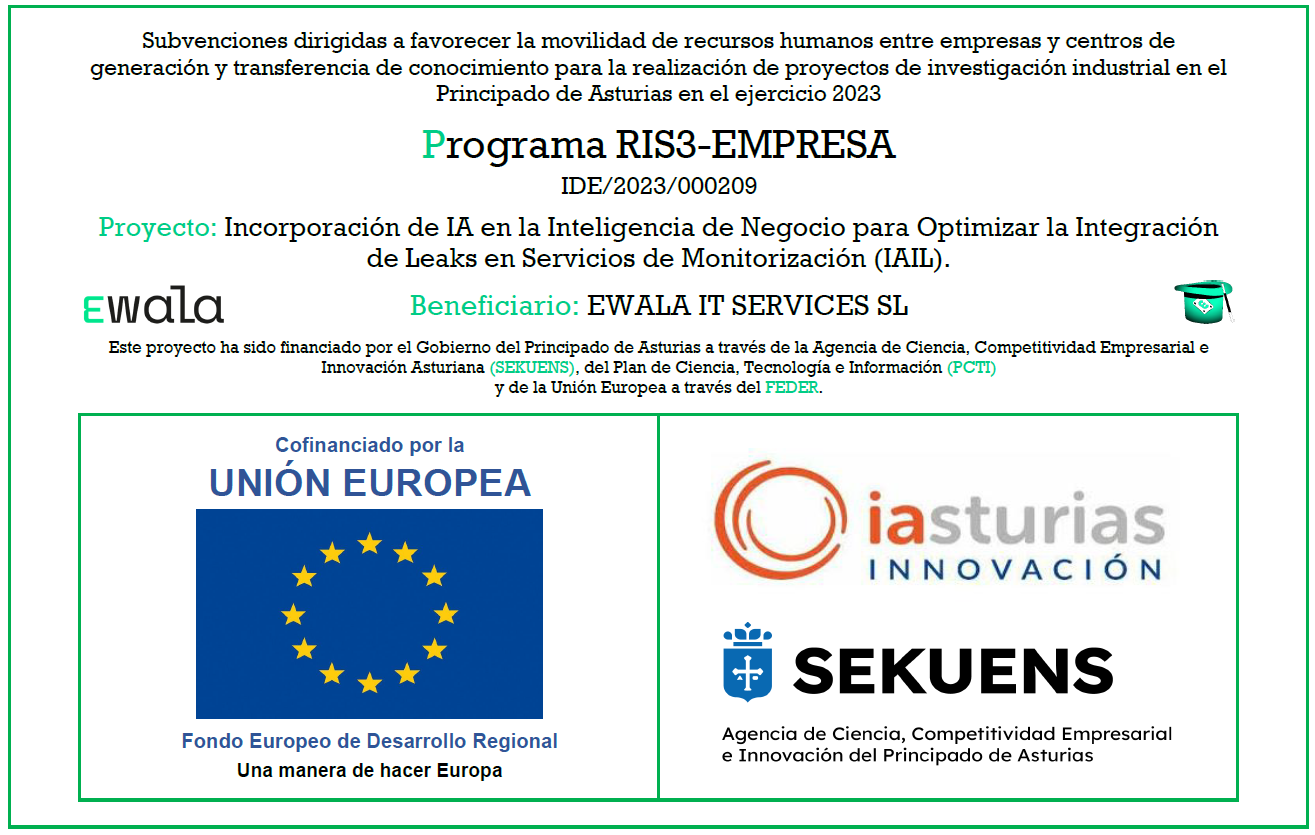 Subvenciones dirigidas a favorecer la movilidad de recursos humanos entre empresas y centros de
generación y transferencia de conocimiento para la realización de proyectos de investigación industrial en el
Principado de Asturias en el ejercicio 2023
Programa RIS3-EMPRESA
IDE/2023/000209
Proyecto: Incorporación de IA en la Inteligencia de Negocio para Optimizar la Integración
de Leaks en Servicios de Monitorización (IAIL).
ewala
Beneficiario: EWALA IT SERVICES SL
Este proyecto ha sido financiado por el Gobierno del Principado de Asturias a través de la Agencia de Ciencia, Competitividad Empresarial e
Innovación Asturiana (SEKUENS), del Plan de Ciencia, Tecnología e Información (PCTI)
y de la Unión Europea a través del FEDER.
Cofinanciado por la
UNIÓN EUROPEA
Fondo Europeo de Desarrollo Regional
Una manera de hacer Europa
iasturias
INNOVACIÓN
SEKUENS
Agencia de Ciencia, Competitividad Empresarial
e Innovación del Principado de Asturias